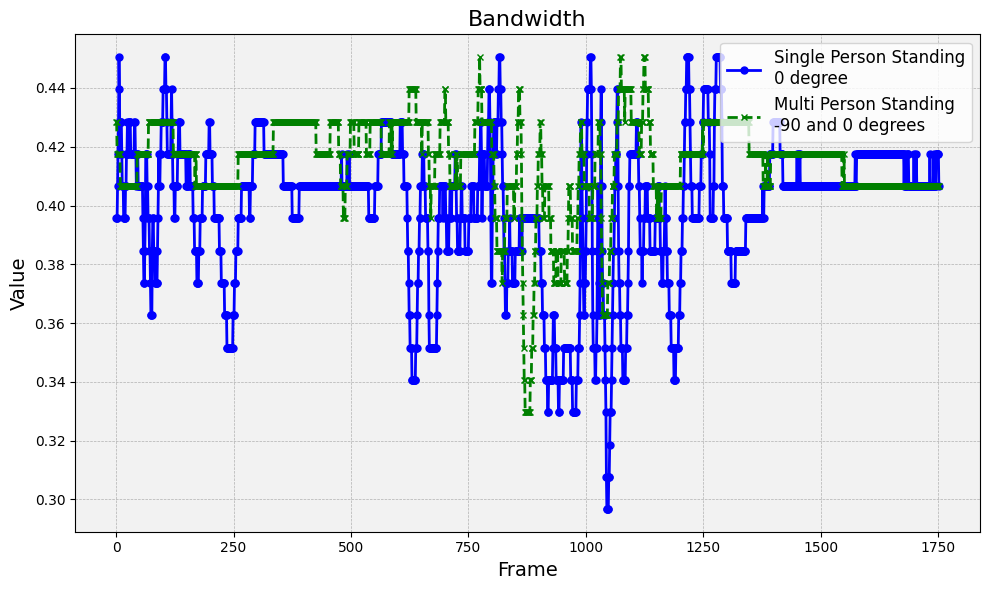 Bandwidth
Single Person Standing
0 degree
Multi Person Standing
-90 and 0 degrees
Value
0.44
0.42
0.40
0.38
0.36
0.34
0.32
0.30
0
250
500
750
1000
1250
1500
1750
Frame